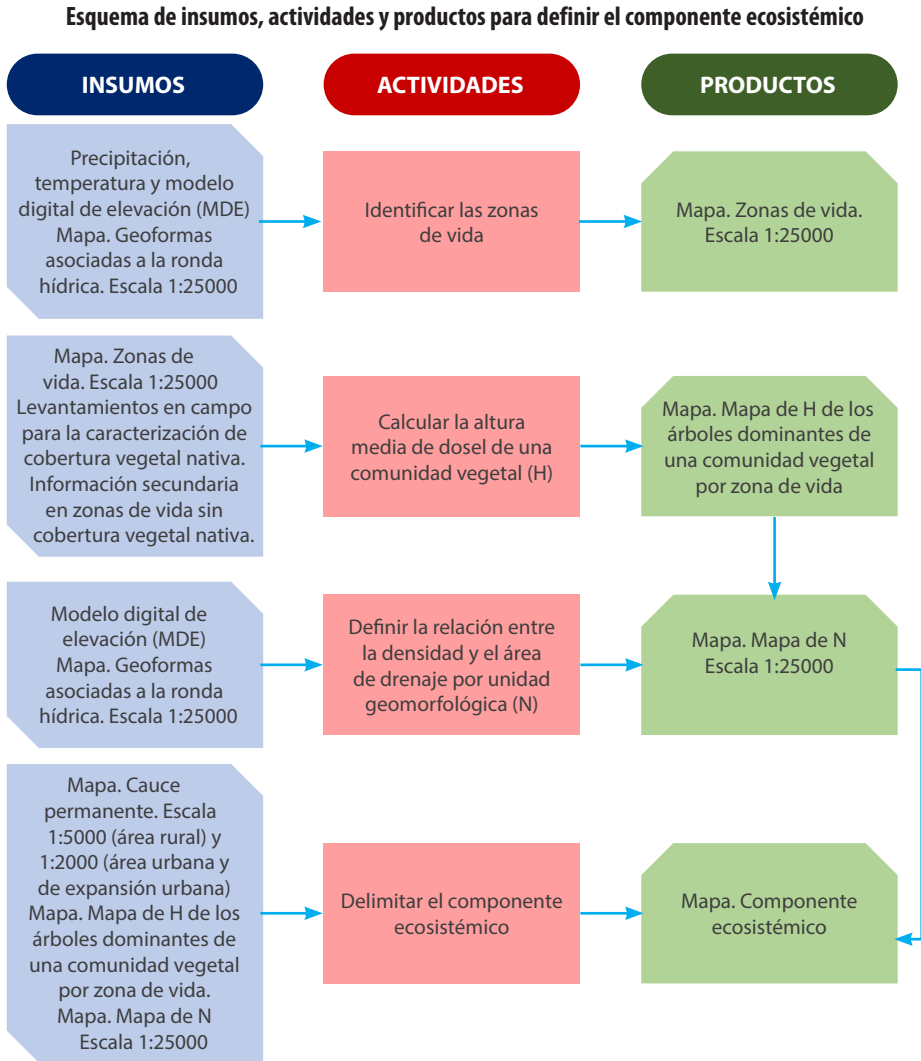 Esquema de insumos, actividades y productos para definir el componente ecosistémico
INSUMOS
ACTIVIDADES
PRODUCTOS
Precipitación,
temperatura y modelo
digital de elevación (MDE)
Mapa. Geoformas
asociadas a la ronda
hídrica. Escala 1:25000
Identificar las zonas
de vida
Mapa. Zonas de vida.
Escala 1:25000
Mapa. Zonas de
vida. Escala 1:25000
Levantamientos en campo
para la caracterización de
cobertura vegetal nativa.
Información secundaria
en zonas de vida sin
cobertura vegetal nativa.
Calcular la altura
media de dosel de una
comunidad vegetal (H)
Mapa. Mapa de H de los
árboles dominantes de
una comunidad vegetal
por zona de vida
Modelo digital de
elevación (MDE)
Mapa. Geoformas
asociadas a la ronda
hídrica. Escala 1:25000
Definir la relación entre
la densidad y el área
de drenaje por unidad
geomorfológica (N)
Mapa. Mapa de N
Escala 1:25000
Mapa. Cauce
permanente. Escala
1:5000 (área rural) y
1:2000 (área urbana y
de expansión urbana)
Mapa. Mapa de H de los
árboles dominantes de
una comunidad vegetal
por zona de vida.
Mapa. Mapa de N
Escala 1:25000
Delimitar el componente
ecosistémico
Mapa. Componente
ecosistémico